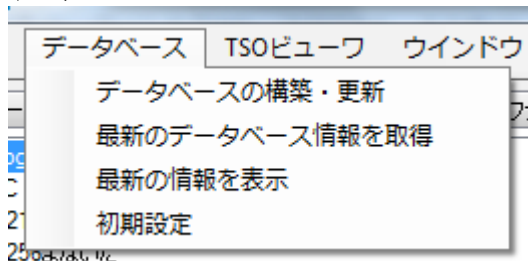 データベース TSOビューワ ウインドウ
データベースの構築・更新
最新のデータベース情報を取得
最新の情報を表示
初期設定